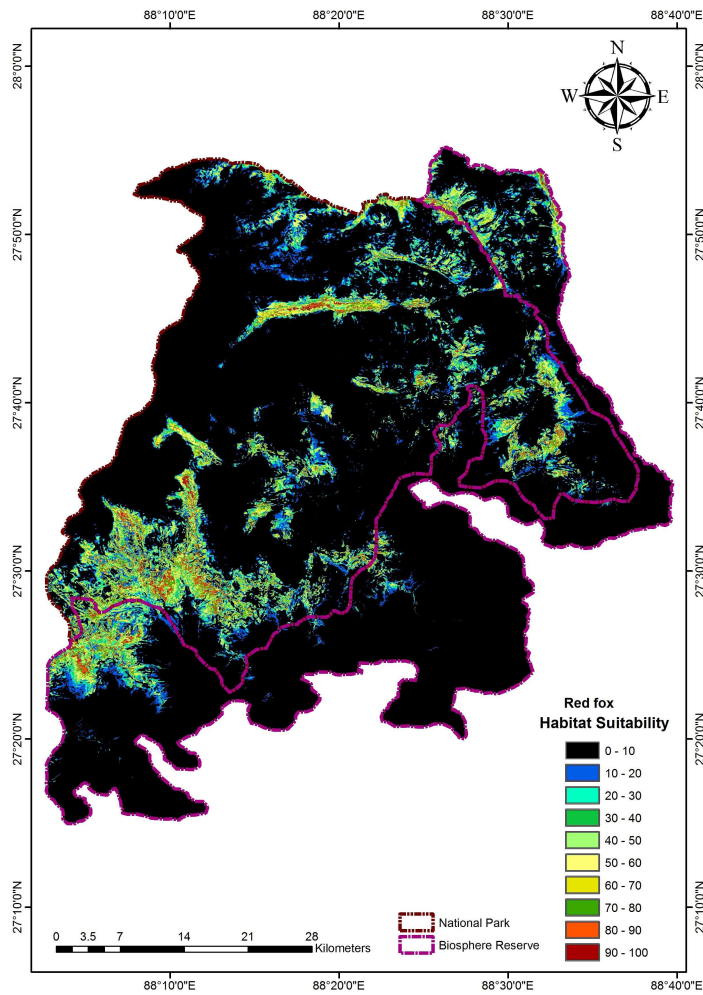 88°10'0"E 88°20'0"E 88°30'0"E 88°40'0"E
28°0'0"N 28°0'0"N
N
W E
S
27°50'0"N 27°50'0"N
27°40'0"N 27°40'0"N
27°30'0"N 27°30'0"N
Red fox
Habitat Suitability
27°20'0"N 27°20'0"N
0 - 10
10 - 20
20 - 30
30 - 40
40 - 50
50 - 60
60 - 70
70 - 80
80 - 90
90 - 100
27°10'0"N 27°10'0"N
National Park
Biosphere Reserve
0 3.5 7 14 21 28
Kilometers
88°10'0"E 88°20'0"E 88°30'0"E 88°40'0"E